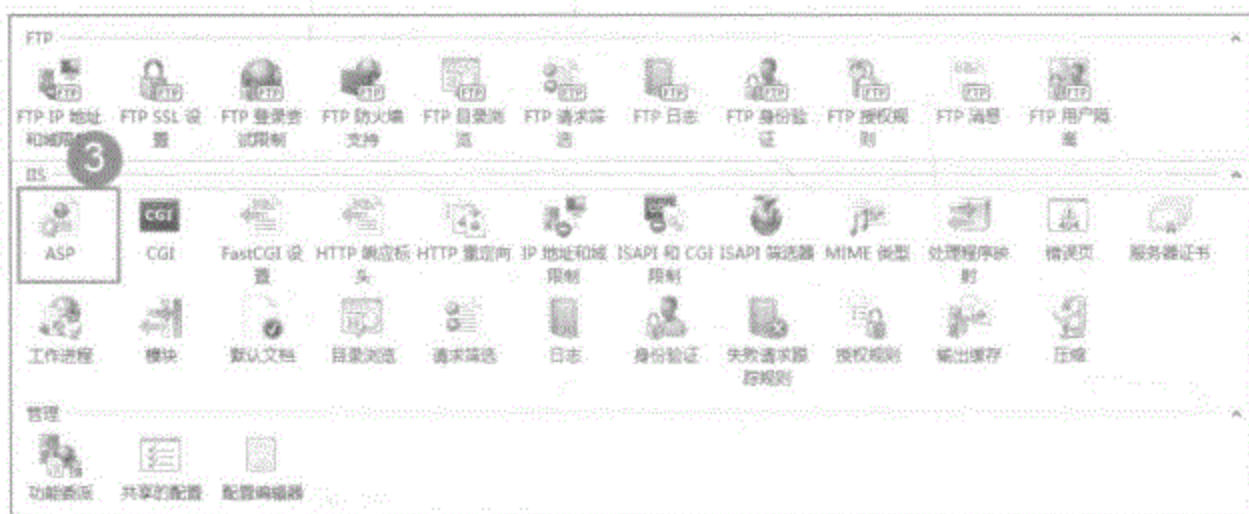 FTP
FTP IP 地址 FTP SSL 设 FTP 登录尝 FTP 防火墙 FTP 目录浏 FTP 请求筛 FTP 日志 FTP 身份验 FTP 授权规 FTP 消息 FTP 用户隔
和域限 置 试限制 支持 览 选 证 则 离
3
IIS
ASP CGI FastCGI 设 HTTP 响应标 HTTP 重定向 IP 地址和域 ISAPI 和 CGI ISAPI 筛选器 MIME 类型 处理程序映 错误页 服务器证书
置 头 限制 限制 射
工作进程 模块 默认文档 目录浏览 请求筛选 日志 身份验证 失败请求跟 授权规则 输出缓存 压缩
踪规则
管理
功能委派 共享的配置 配置编辑器